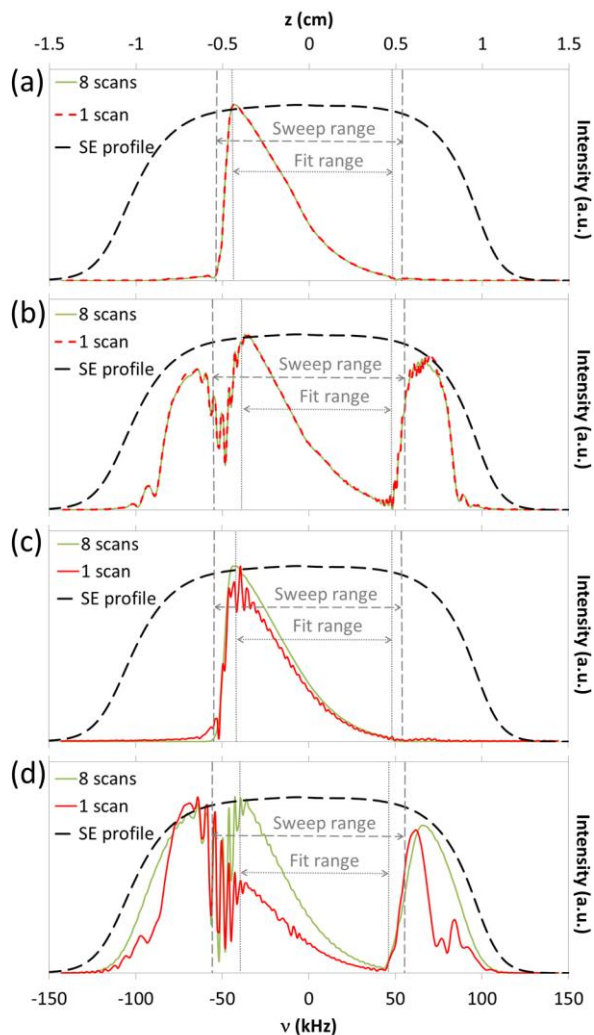 z (cm)
-1.5 -1 -0.5 0 0.5 1 1.5
(a)
8 scans
1 scan
SE profile
Sweep range
Fit range
Intensity (a.u.)
(b)
8 scans
1 scan
SE profile
Sweep range
Fit range
Intensity (a.u.)
(c)
8 scans
1 scan
SE profile
Sweep range
Fit range
Intensity (a.u.)
(d)
8 scans
1 scan
SE profile
Sweep range
Fit range
Intensity (a.u.)
-150 -100 -50 0 50 100 150
ν (kHz)